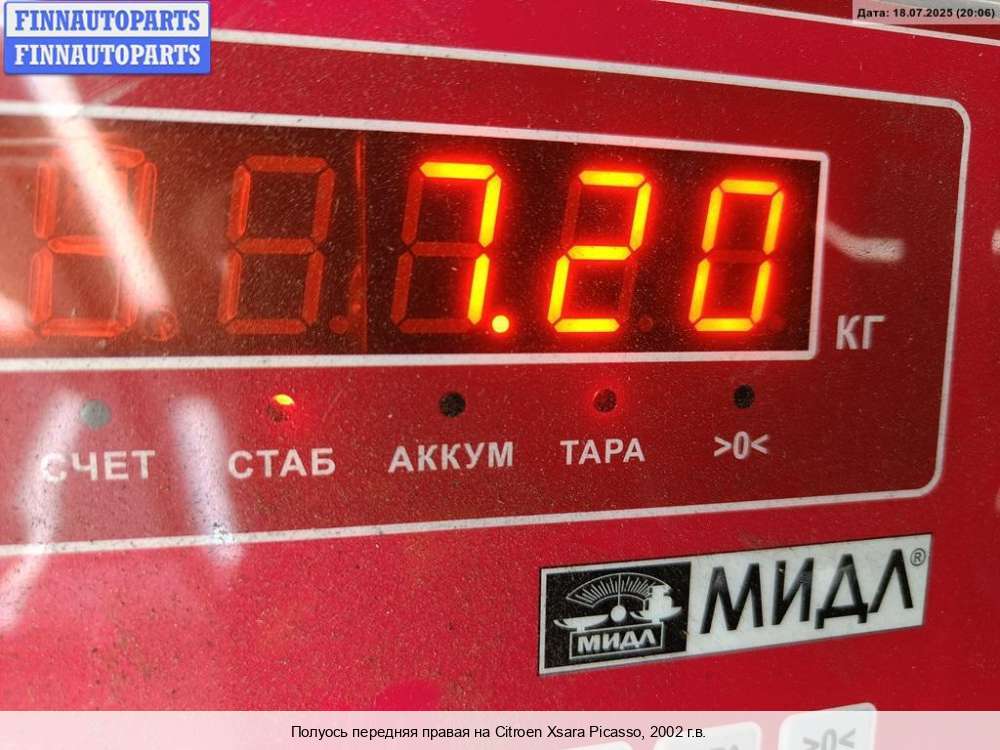 FINNAUTOPARTS
FINNAUTOPARTS
Дата: 18.07.2025 (20:06)
7.20
КГ
СЧЕТ СТАБ АККУМ ТАРА >0<
МИДЛ МИДЛ®
>0<
Полуось передняя правая на Citroen Xsara Picasso, 2002 г.в.